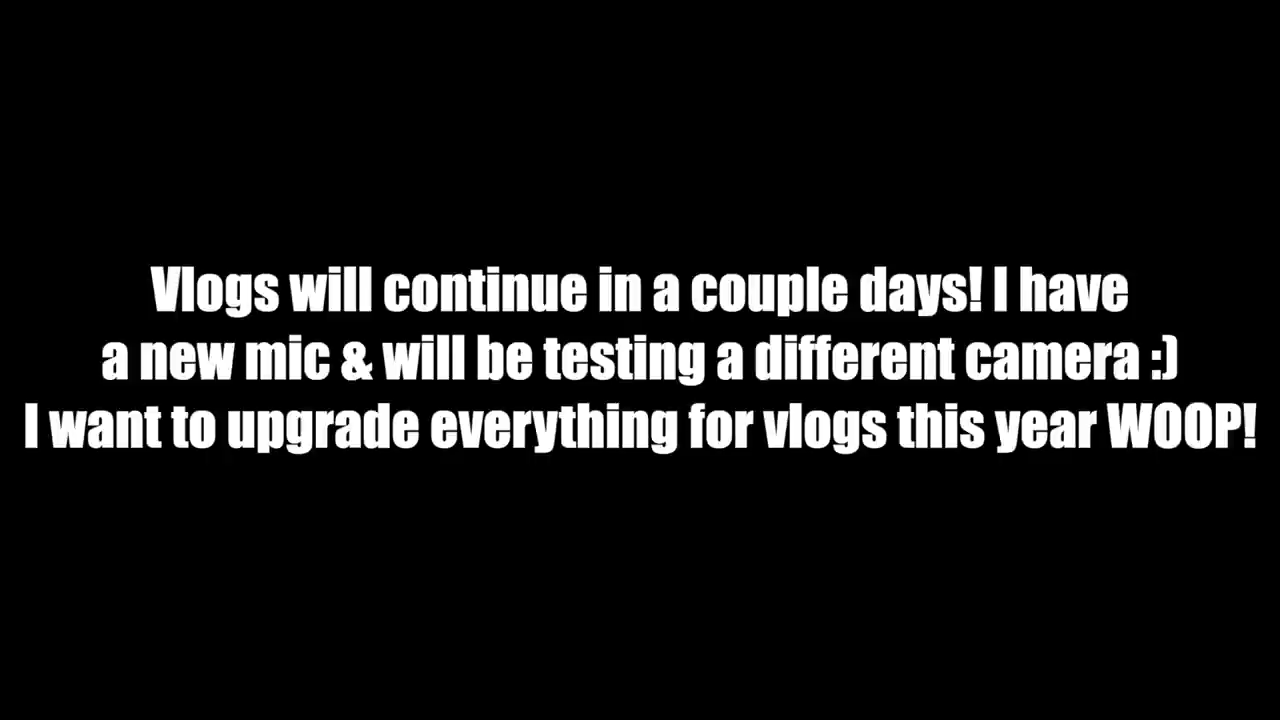 Vlogs will continue in a couple days! I have
a new mic & will be testing a different camera :)
I want to upgrade everything for vlogs this year WOOP!